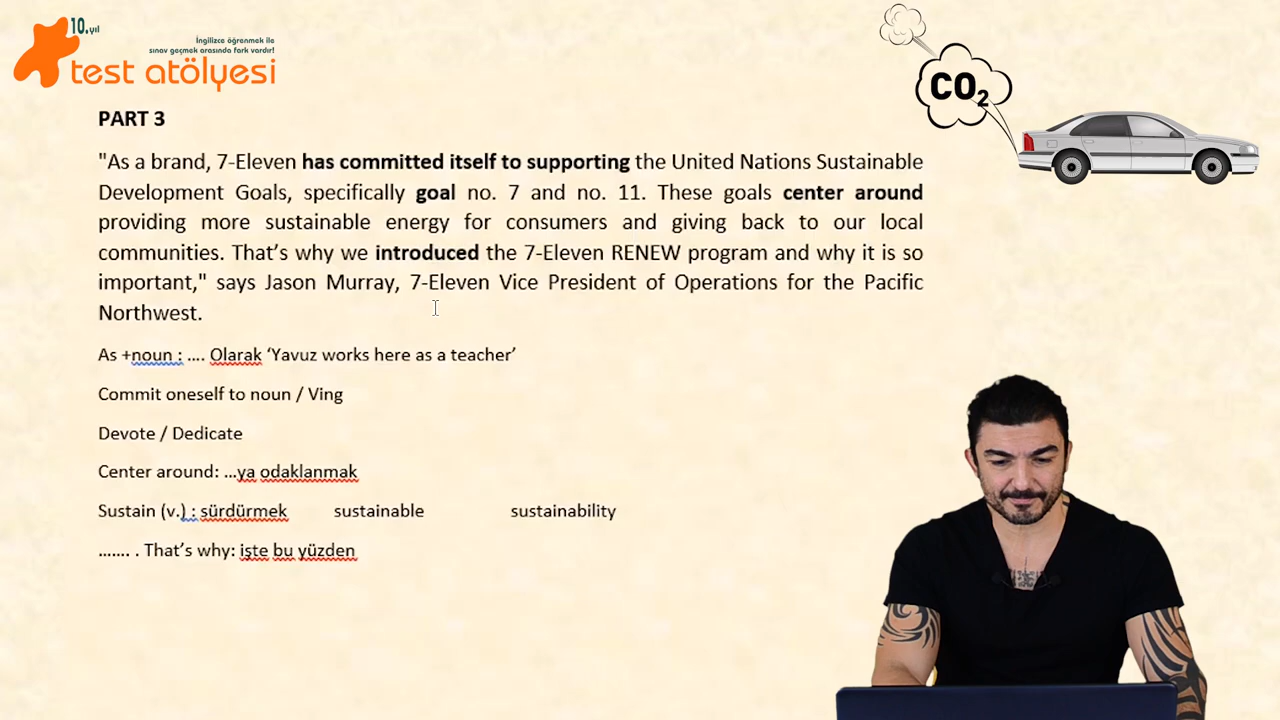 10.yıl
İngilizce öğrenmek ile
sınav geçmek arasında fark vardır!
test atölyesi
CO2
PART 3
"As a brand, 7-Eleven has committed itself to supporting the United Nations Sustainable
Development Goals, specifically goal no. 7 and no. 11. These goals center around
providing more sustainable energy for consumers and giving back to our local
communities. That’s why we introduced the 7-Eleven RENEW program and why it is so
important," says Jason Murray, 7-Eleven Vice President of Operations for the Pacific
Northwest.
As +noun : .... Olarak ‘Yavuz works here as a teacher’
Commit oneself to noun / Ving
Devote / Dedicate
Center around: ...ya odaklanmak
Sustain (v.) : sürdürmek sustainable sustainability
....... . That’s why: işte bu yüzden